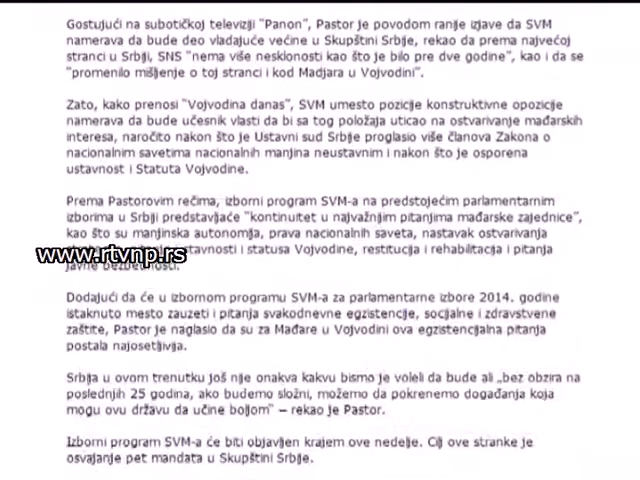 Gostujući na subotičkoj televiziji "Panon", Pastor je povodom ranije izjave da SVM
namerava da bude deo vladajuće većine u Skupštini Srbije, rekao da prema najvećoj
stranci u Srbiji, SNS "nema više nesklonosti kao što je bilo pre dve godine", kao i da se
"promenilo mišljenje o toj stranci i kod Madjara u Vojvodini".
Zato, kako prenosi "Vojvodina danas", SVM umesto pozicije konstruktivne opozicije
namerava da bude učesnik vlasti da bi sa tog položaja uticao na ostvarivanje mađarskih
interesa, naročito nakon što je Ustavni sud Srbije proglasio više članova Zakona o
nacionalnim savetima nacionalnih manjina neustavnim i nakon što je osporena
ustavnost i Statuta Vojvodine.
Prema Pastorovim rečima, izborni program SVM-a na predstojećim parlamentarnim
izborima u Srbiji predstavljaće "kontinuitet u najvažnijim pitanjima mađarske zajednice",
kao što su manjinska autonomija, prava nacionalnih saveta, nastavak ostvarivanja
www.rtvnp.rs stavnosti i statusa Vojvodine, restitucija i rehabilitacija i pitanja
javne bezbednosti.
Dodajući da će u izbornom programu SVM-a za parlamentarne izbore 2014. godine
istaknuto mesto zauzeti i pitanja svakodnevne egzistencije, socijalne i zdravstvene
zaštite, Pastor je naglasio da su za Mađare u Vojvodini ova egzistencijalna pitanja
postala najosetljivija.
Srbija u ovom trenutku još nije onakva kakvu bismo je voleli da bude ali „bez obzira na
poslednjih 25 godina, ako budemo složni, možemo da pokrenemo događanja koja
mogu ovu državu da učine boljom" – rekao je Pastor.
Izborni program SVM-a će biti objavljen krajem ove nedelje. Cilj ove stranke je
osvajanje pet mandata u Skupštini Srbije.